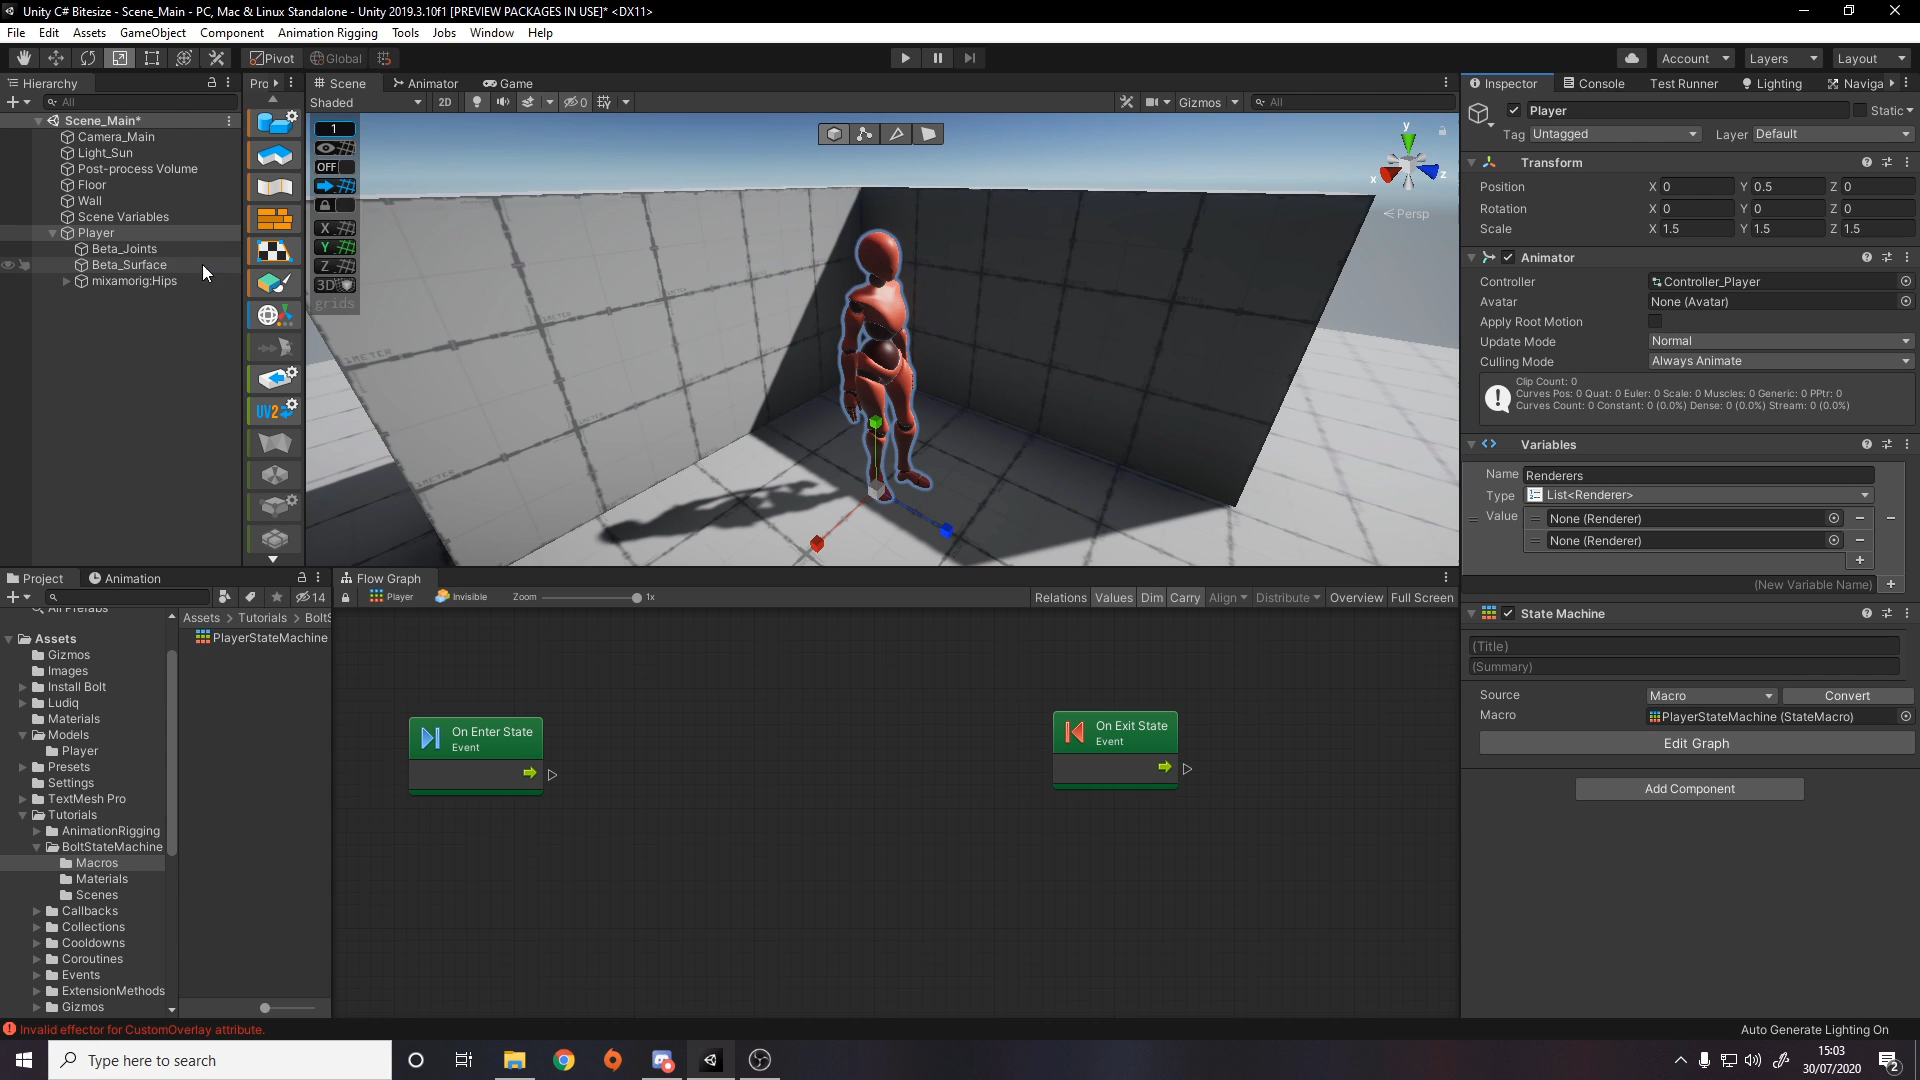 Unity C# Bitesize - Scene_Main - PC, Mac & Linux Standalone - Unity 2019.3.10f1 [PREVIEW PACKAGES IN USE]* <DX11>
File Edit Assets GameObject Component Animation Rigging Tools Jobs Window Help
Pivot Global Account Layers Layout
Hierarchy
All
Scene_Main*
Camera_Main
Light_Sun
Post-process Volume
Floor
Wall
Scene Variables
Player
Beta_Joints
Beta_Surface
mixamorig:Hips
Pro
UV2
Scene Animator Game
Shaded 2D 0 Gizmos All
1
OFF
X
Y
Z
3D
grids
y
x
z
Persp
1METER
METER
Inspector Console Test Runner Lighting Naviga
Player Static
Tag Untagged Layer Default
Transform
Position X 0 Y 0.5 Z 0
Rotation X 0 Y 0 Z 0
Scale X 1.5 Y 1.5 Z 1.5
Animator
Controller Controller_Player
Avatar None (Avatar)
Apply Root Motion
Update Mode Normal
Culling Mode Always Animate
Clip Count: 0
Curves Pos: 0 Quat: 0 Euler: 0 Scale: 0 Muscles: 0 Generic: 0 PPtr: 0
Curves Count: 0 Constant: 0 (0.0%) Dense: 0 (0.0%) Stream: 0 (0.0%)
Variables
Name Renderers
Type List<Renderer>
Value None (Renderer)
None (Renderer)
(New Variable Name)
State Machine
(Title)
(Summary)
Source Macro Convert
Macro PlayerStateMachine (StateMacro)
Edit Graph
Add Component
Project Animation
14
All Prefabs
Assets
Gizmos
Images
Install Bolt
Ludiq
Materials
Models
Player
Presets
Settings
TextMesh Pro
Tutorials
AnimationRigging
BoltStateMachine
Macros
Materials
Scenes
Callbacks
Collections
Cooldowns
Coroutines
Events
ExtensionMethods
Gizmos
Assets > Tutorials > BoltS
PlayerStateMachine
Flow Graph
Player Invisible Zoom 1x Relations Values Dim Carry Align Distribute Overview Full Screen
On Enter State
Event
On Exit State
Event
Invalid effector for CustomOverlay attribute.
Auto Generate Lighting On
Type here to search
15:03
30/07/2020
2